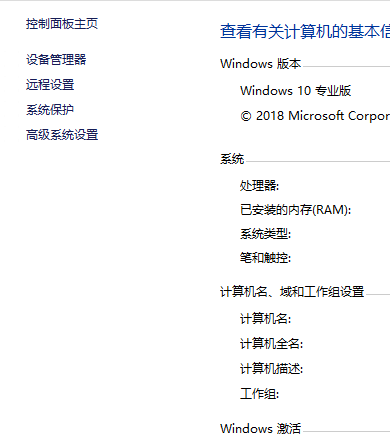 控制面板主页
设备管理器
远程设置
系统保护
高级系统设置
查看有关计算机的基本信
Windows 版本
Windows 10 专业版
© 2018 Microsoft Corpor
系统
处理器:
已安装的内存(RAM):
系统类型:
笔和触控:
计算机名、域和工作组设置
计算机名:
计算机全名:
计算机描述:
工作组:
Windows 激活